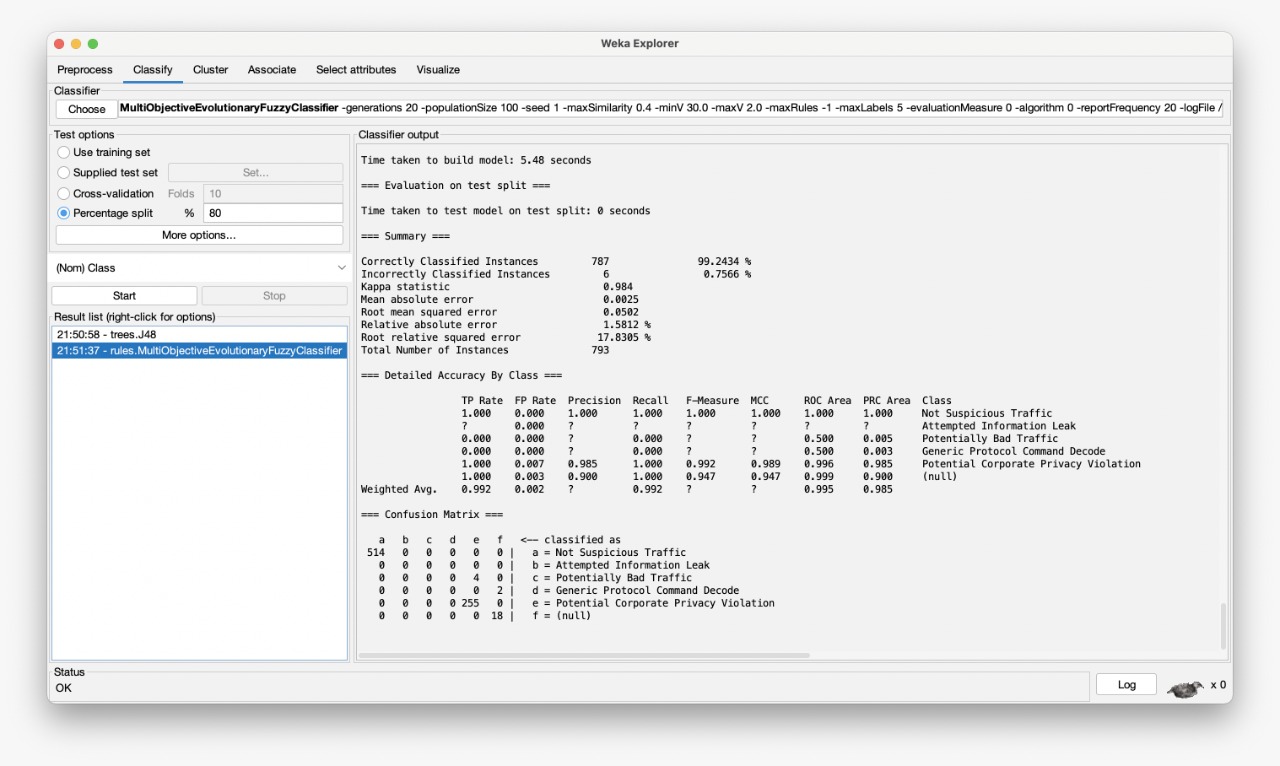 Weka Explorer
Preprocess Classify Cluster Associate Select attributes Visualize
Classifier
Choose MultiObjectiveEvolutionaryFuzzyClassifier -generations 20 -populationSize 100 -seed 1 -maxSimilarity 0.4 -minV 30.0 -maxV 2.0 -maxRules -1 -maxLabels 5 -evaluationMeasure 0 -algorithm 0 -reportFrequency 20 -logFile /
Test options
Use training set
Supplied test set Set...
Cross-validation Folds 10
Percentage split % 80
More options...
(Nom) Class
Start Stop
Result list (right-click for options)
21:50:58 - trees.J48
21:51:37 - rules.MultiObjectiveEvolutionaryFuzzyClassifier
Classifier output
Time taken to build model: 5.48 seconds
=== Evaluation on test split ===
Time taken to test model on test split: 0 seconds
=== Summary ===
Correctly Classified Instances 787 99.2434 %
Incorrectly Classified Instances 6 0.7566 %
Kappa statistic 0.984
Mean absolute error 0.0025
Root mean squared error 0.0502
Relative absolute error 1.5812 %
Root relative squared error 17.8305 %
Total Number of Instances 793
=== Detailed Accuracy By Class ===
TP Rate FP Rate Precision Recall F-Measure MCC ROC Area PRC Area Class
1.000 0.000 1.000 1.000 1.000 1.000 1.000 1.000 Not Suspicious Traffic
? 0.000 ? ? ? ? ? ? Attempted Information Leak
0.000 0.000 ? 0.000 ? ? 0.500 0.005 Potentially Bad Traffic
0.000 0.000 ? 0.000 ? ? 0.500 0.003 Generic Protocol Command Decode
1.000 0.007 0.985 1.000 0.992 0.989 0.996 0.985 Potential Corporate Privacy Violation
1.000 0.003 0.900 1.000 0.947 0.947 0.999 0.900 (null)
Weighted Avg. 0.992 0.002 ? 0.992 ? ? 0.995 0.985
=== Confusion Matrix ===
a b c d e f <-- classified as
514 0 0 0 0 0 | a = Not Suspicious Traffic
0 0 0 0 0 0 | b = Attempted Information Leak
0 0 0 0 4 0 | c = Potentially Bad Traffic
0 0 0 0 0 2 | d = Generic Protocol Command Decode
0 0 0 0 255 0 | e = Potential Corporate Privacy Violation
0 0 0 0 0 18 | f = (null)
Status
OK
Log x 0